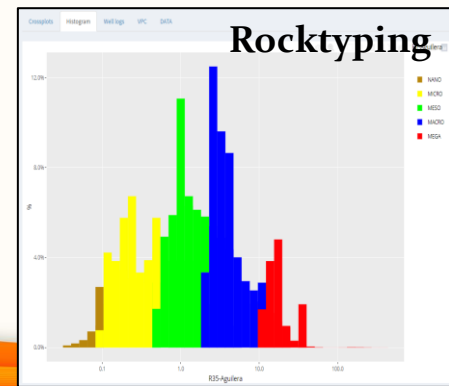 Crossplots Histogram Well logs VPC DATA
Rocktyping
NANO
MICRO
MESO
MACRO
MEGA
12.0%
8.0%
4.0%
0.0%
%
0.1 1.0 10.0 100.0
R35-Aguilera